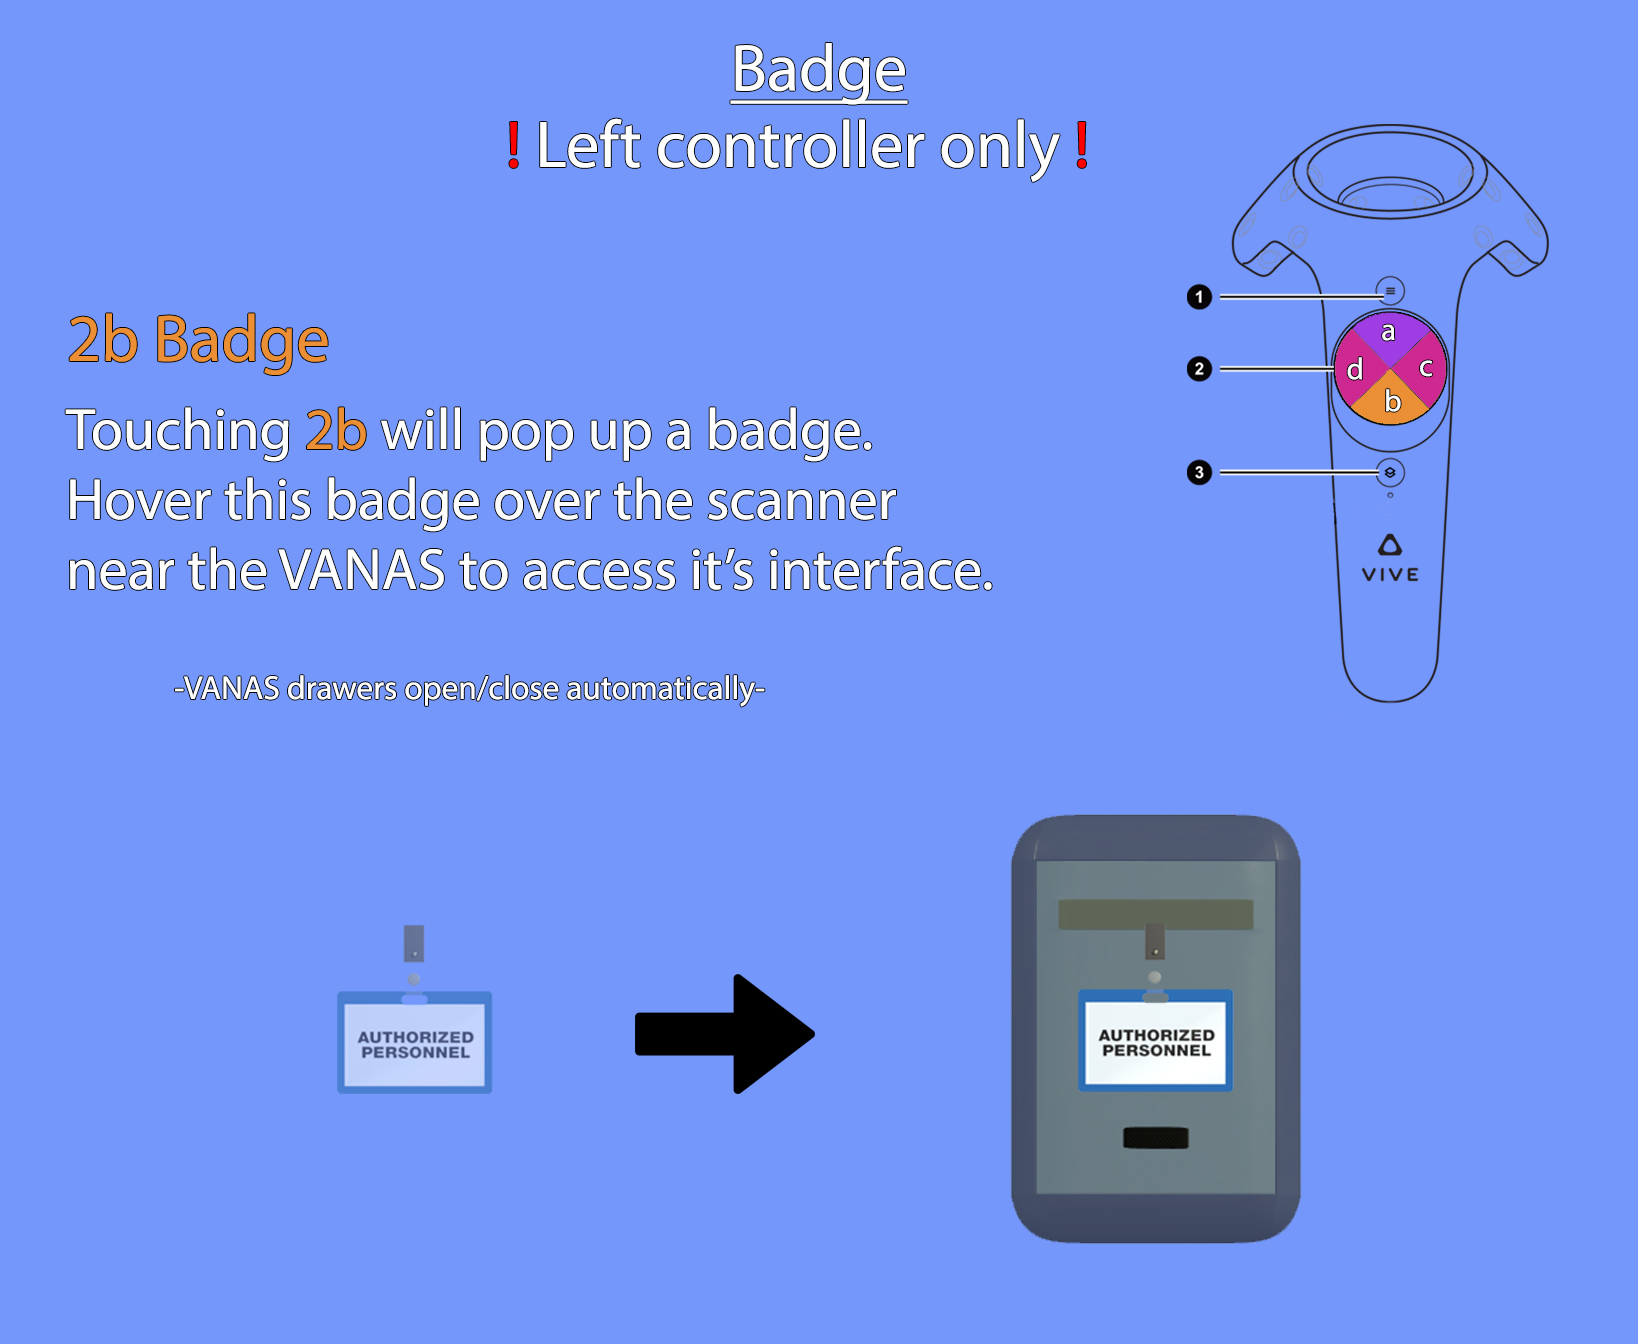 Badge
! Left controller only !
1
a
d
c
2
b
2b Badge
Touching 2b will pop up a badge.
Hover this badge over the scanner
near the VANAS to access it’s interface.
3
VIVE
-VANAS drawers open/close automatically-
AUTHORIZED
PERSONNEL
AUTHORIZED
PERSONNEL